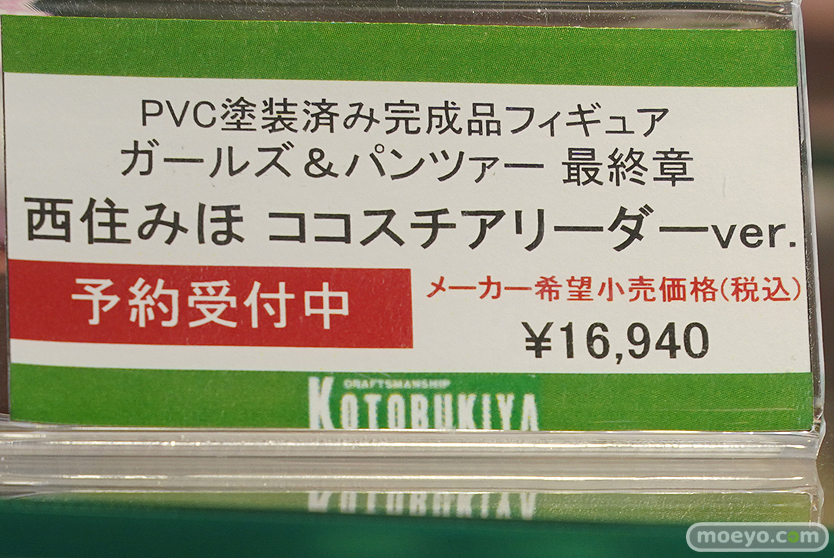 PVC塗装済み完成品フィギュア
ガールズ＆パンツァー 最終章
西住みほ ココスチアリーダーver.
予約受付中
メーカー希望小売価格(税込)
¥16,940
CRAFTSMANSHIP
KOTOBUKIYA
moeyo.com